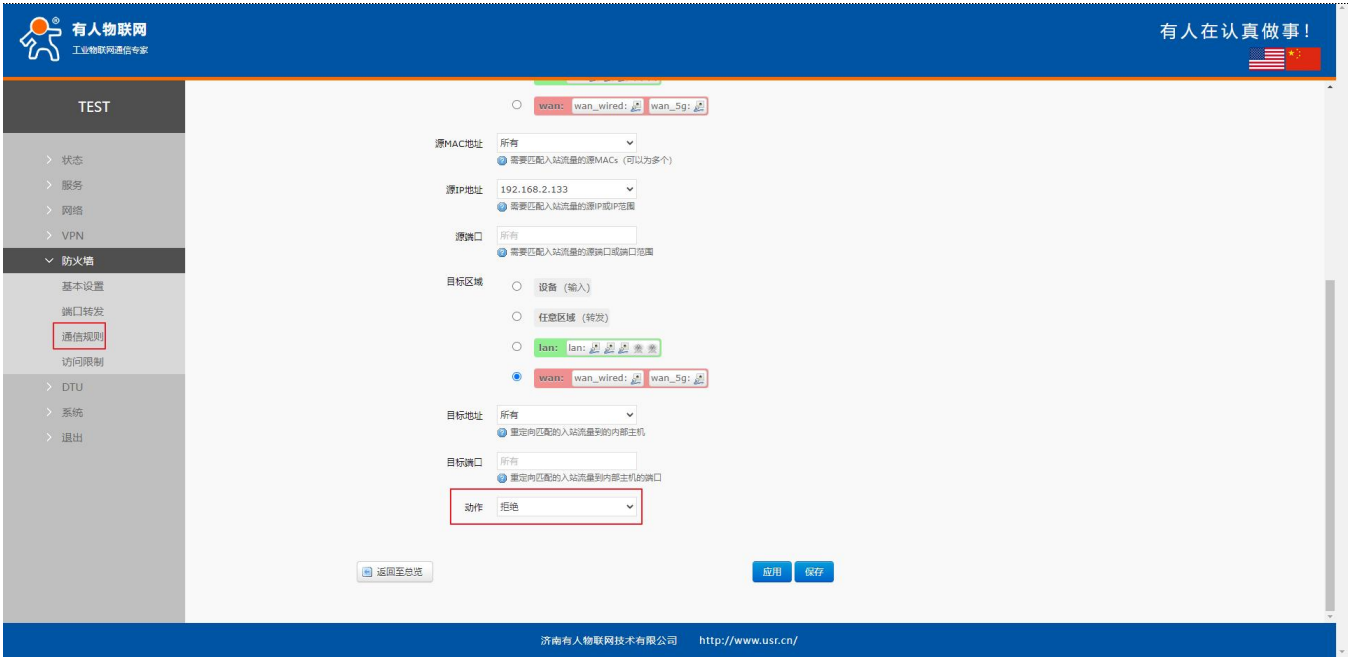 有人物联网
工业物联网通信专家
有人在认真做事！
TEST
状态
服务
网络
VPN
防火墙
基本设置
端口转发
通信规则
访问限制
DTU
系统
退出
wan: wan_wired: wan_5g:
源MAC地址 所有
需要匹配入站流量的源MACs（可以为多个）
源IP地址 192.168.2.133
需要匹配入站流量的源IP或IP范围
源端口 所有
需要匹配入站流量的源端口或端口范围
目标区域 设备（输入）
任意区域（转发）
lan: lan:
wan: wan_wired: wan_5g:
目标地址 所有
重定向匹配的入站流量到的内部主机
目标端口 所有
重定向匹配的入站流量到内部主机的端口
动作 拒绝
返回至总览 应用 保存
济南有人物联网技术有限公司 http://www.usr.cn/